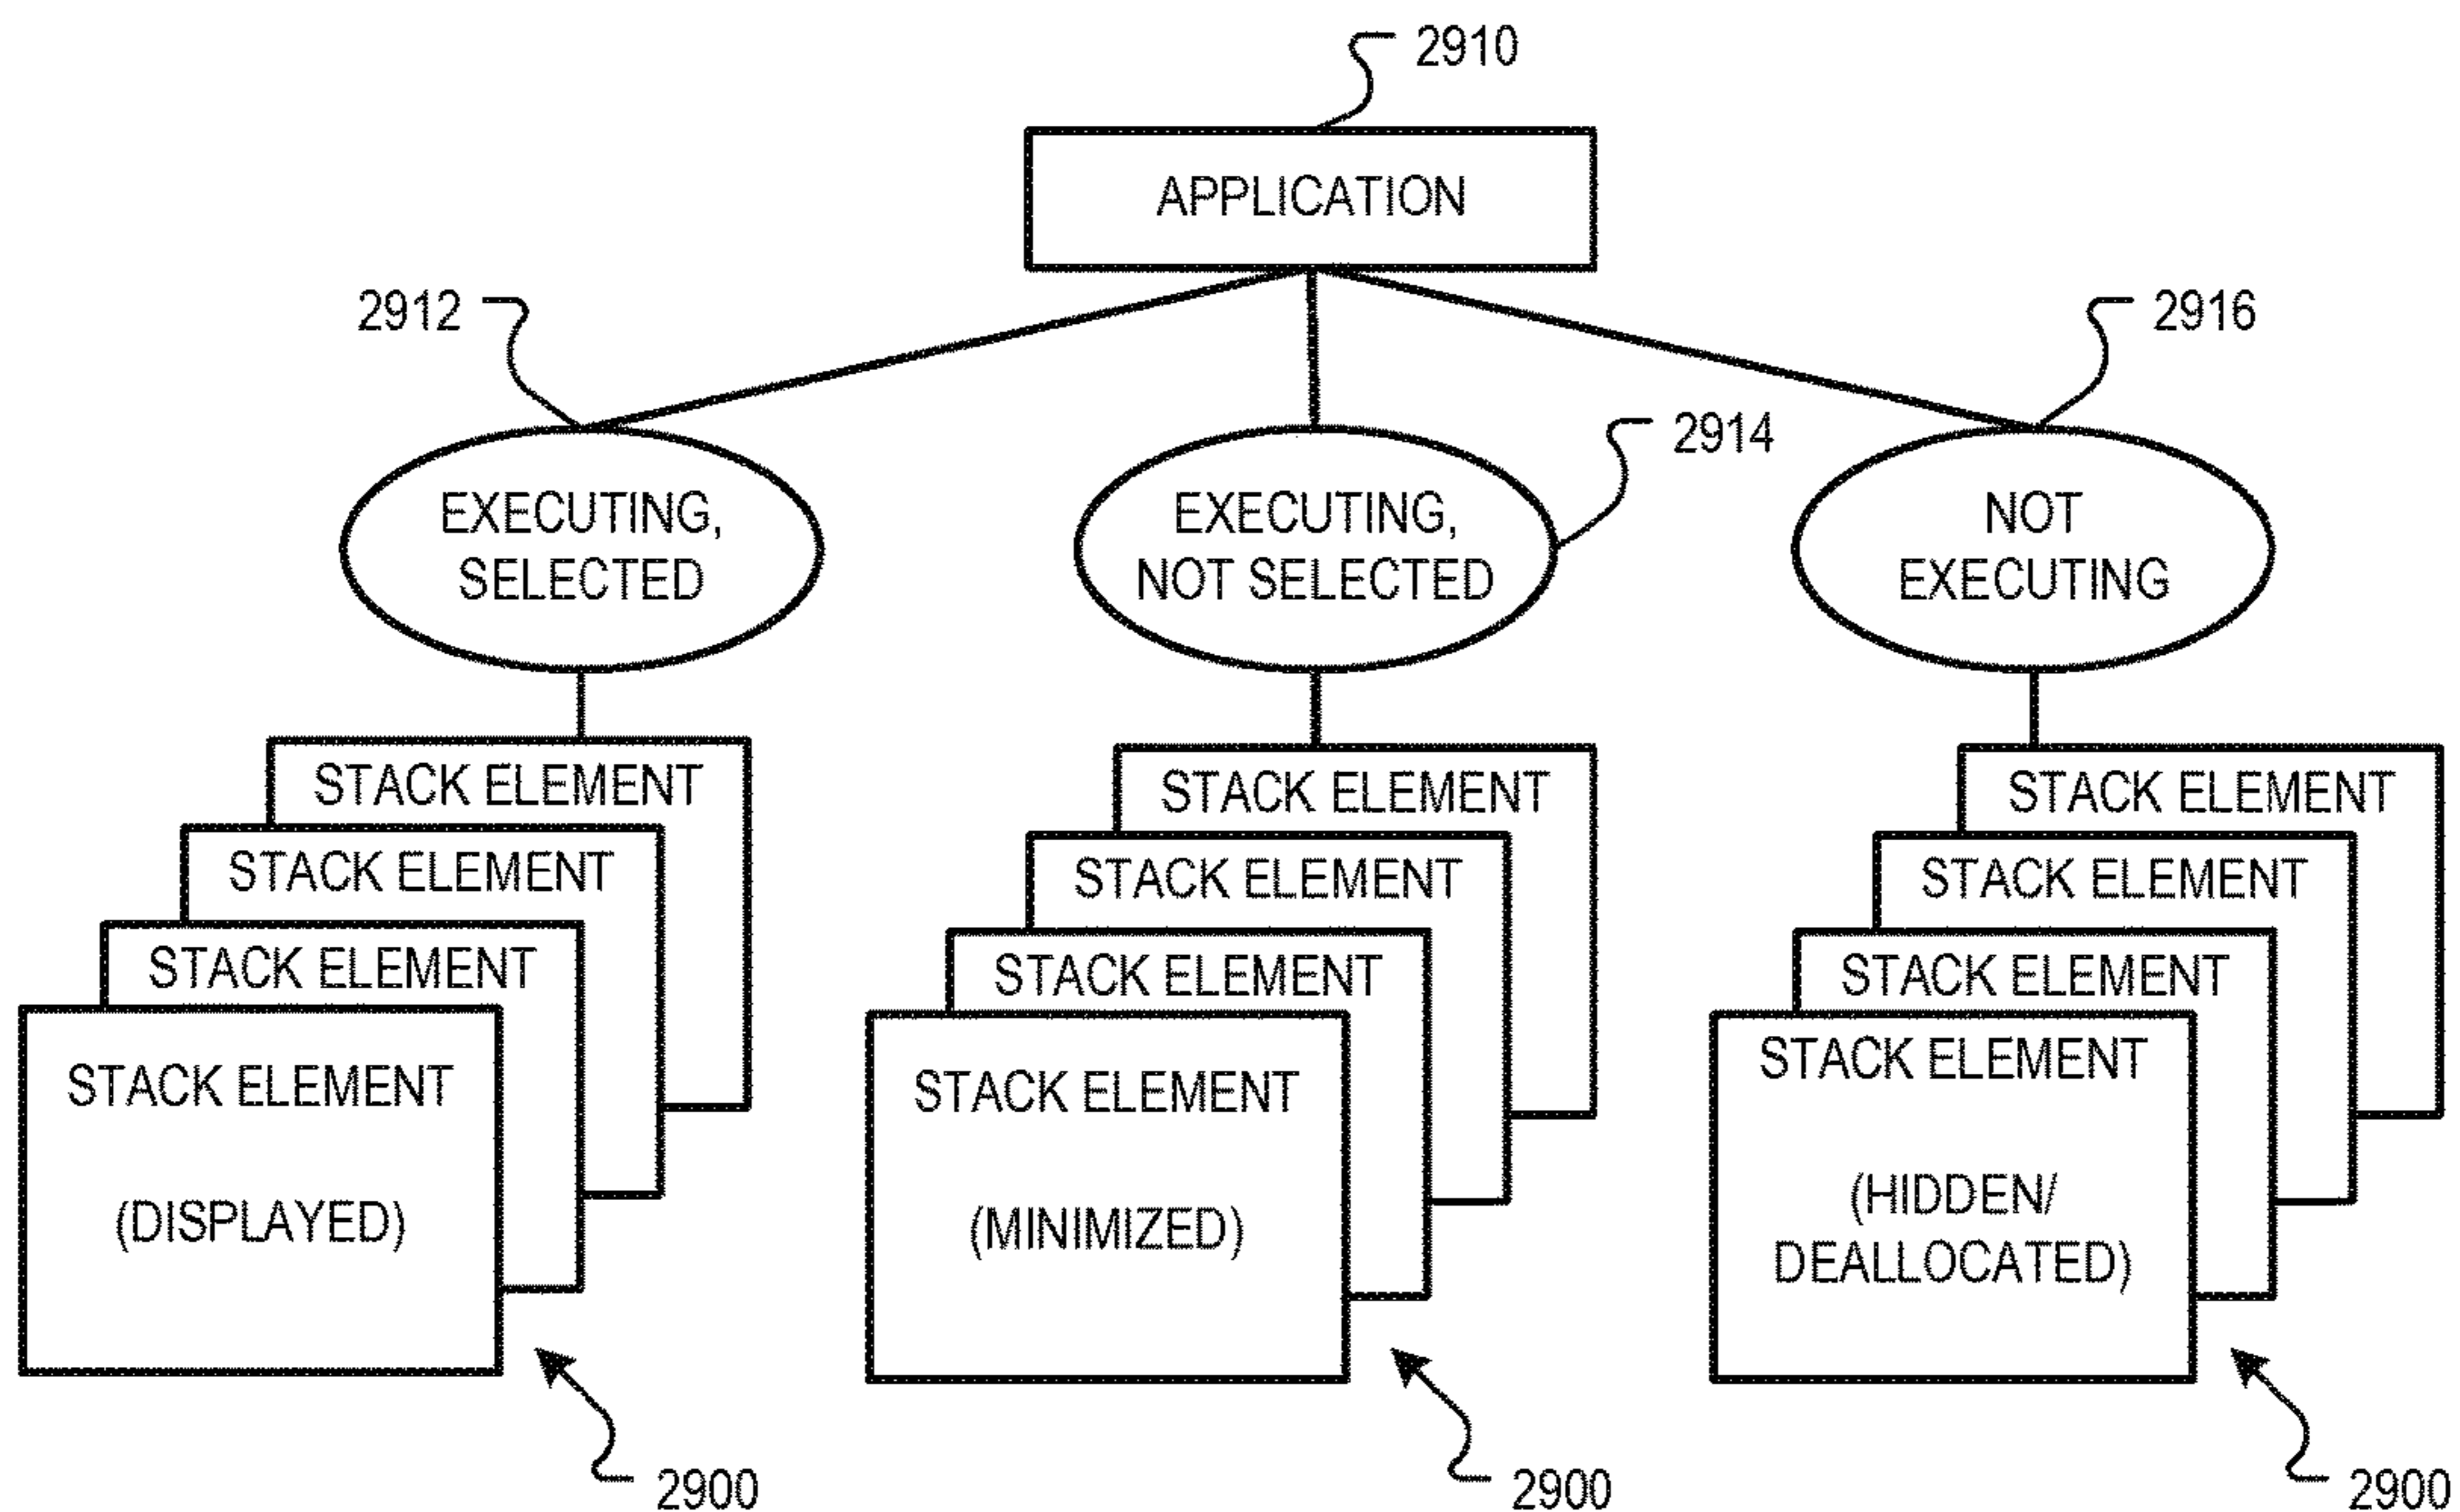 2910
APPLICATION
2912
2916
2914
EXECUTING,
SELECTED
EXECUTING,
NOT SELECTED
NOT
EXECUTING
STACK ELEMENT
STACK ELEMENT
STACK ELEMENT
STACK ELEMENT
(DISPLAYED)
2900
STACK ELEMENT
STACK ELEMENT
STACK ELEMENT
STACK ELEMENT
(MINIMIZED)
2900
STACK ELEMENT
STACK ELEMENT
STACK ELEMENT
STACK ELEMENT
(HIDDEN/
DEALLOCATED)
2900